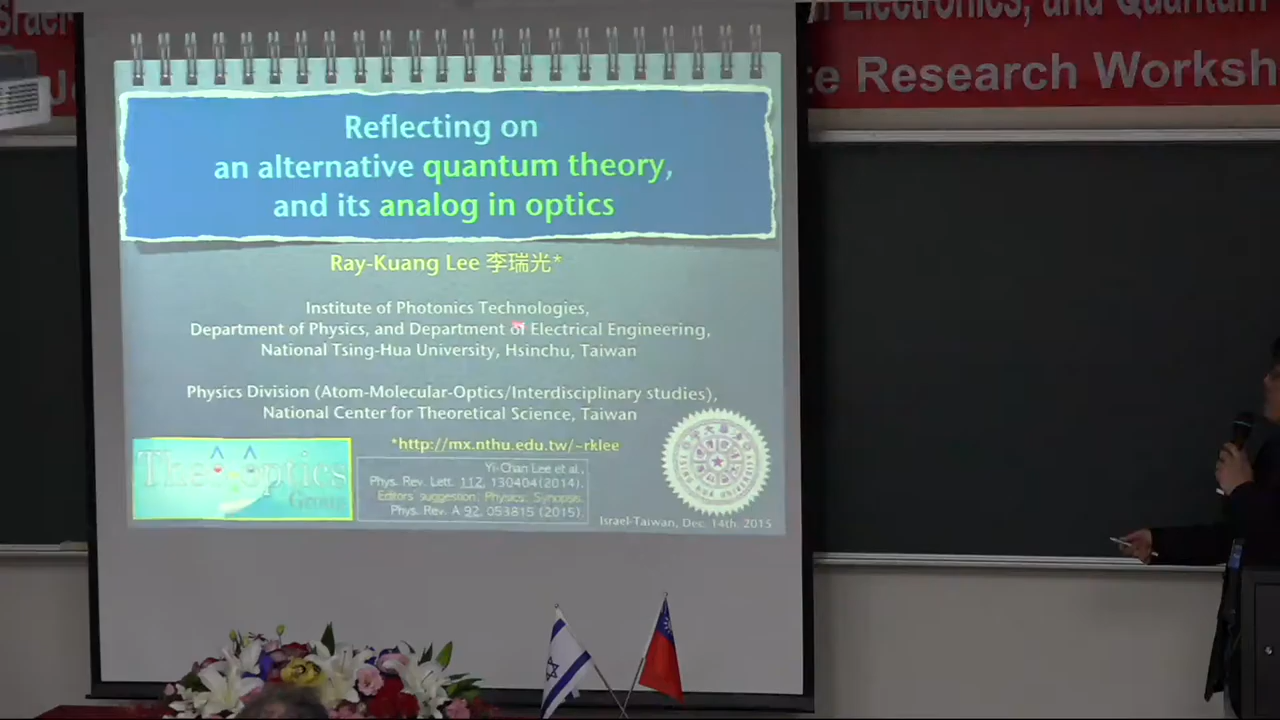 Israel-
n Electronics, and Quantum
te Research Worksh
Reflecting on
an alternative quantum theory,
and its analog in optics
Ray-Kuang Lee 李瑞光*
Institute of Photonics Technologies,
Department of Physics, and Department of Electrical Engineering,
National Tsing-Hua University, Hsinchu, Taiwan
Physics Division (Atom-Molecular-Optics/Interdisciplinary studies),
National Center for Theoretical Science, Taiwan
*http://mx.nthu.edu.tw/~rklee
Group
Yi-Chan Lee et al.,
Phys. Rev. Lett. 112, 130404(2014).
Editors' suggestion; Physics: Synopsis.
Phys. Rev. A 92, 053815 (2015).
Israel-Taiwan, Dec. 14th. 2015